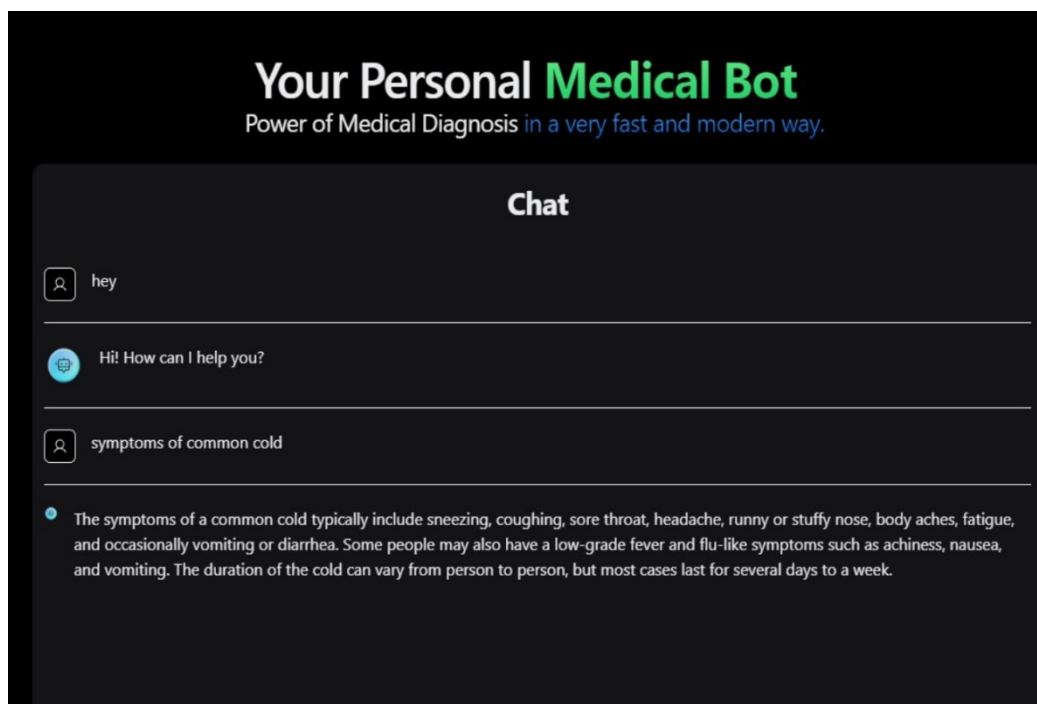 Your Personal Medical Bot
Power of Medical Diagnosis in a very fast and modern way.
Chat
hey
Hi! How can I help you?
symptoms of common cold
The symptoms of a common cold typically include sneezing, coughing, sore throat, headache, runny or stuffy nose, body aches, fatigue,
and occasionally vomiting or diarrhea. Some people may also have a low-grade fever and flu-like symptoms such as achiness, nausea,
and vomiting. The duration of the cold can vary from person to person, but most cases last for several days to a week.